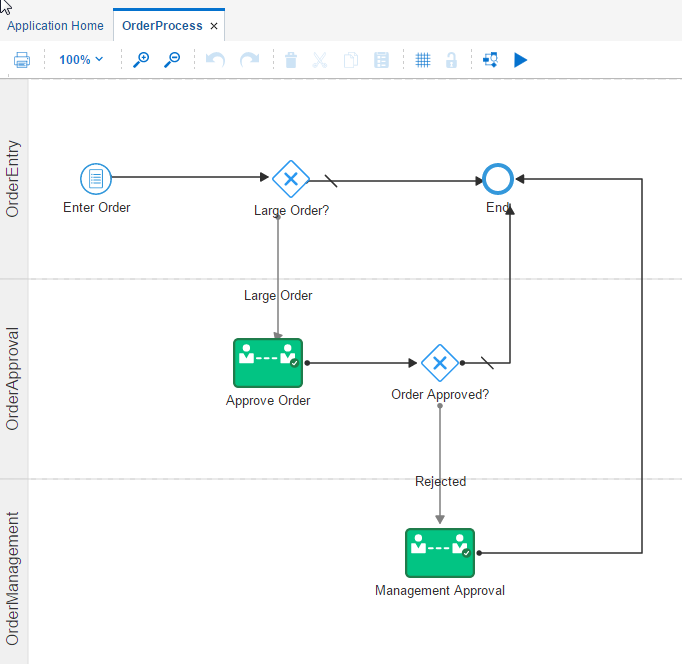 Application Home
OrderProcess ×
100%
OrderEntry
Enter Order
Large Order?
End
Large Order
OrderApproval
Approve Order
Order Approved?
Rejected
OrderManagement
Management Approval